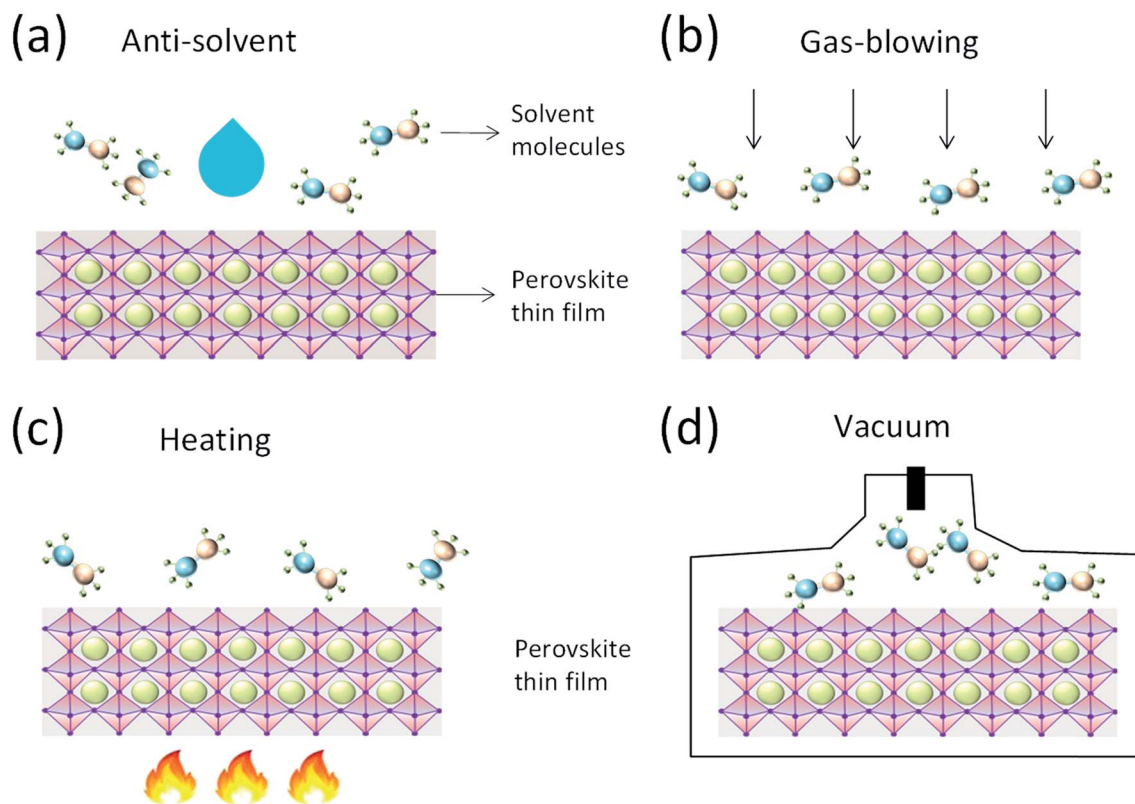 (a)
Anti-solvent
(b)
Gas-blowing
Solvent
molecules
Perovskite
thin film
(c)
Heating
(d)
Vacuum
Perovskite
thin film